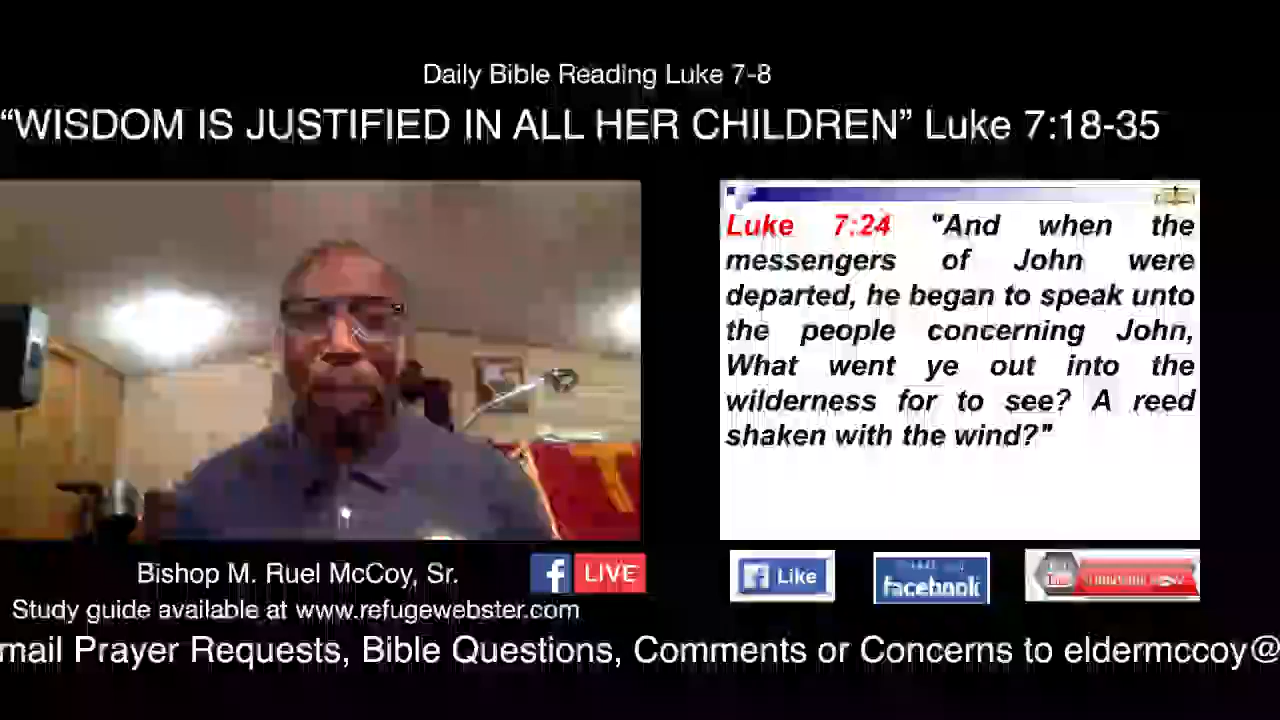 Daily Bible Reading Luke 7-8
“WISDOM IS JUSTIFIED IN ALL HER CHILDREN” Luke 7:18-35
Luke 7:24 "And when the
messengers of John were
departed, he began to speak unto
the people concerning John,
What went ye out into the
wilderness for to see? A reed
shaken with the wind?"
Bishop M. Ruel McCoy, Sr.
f LIVE
f Like
facebook
Study guide available at www.refugewebster.com
mail Prayer Requests, Bible Questions, Comments or Concerns to eldermccoy@